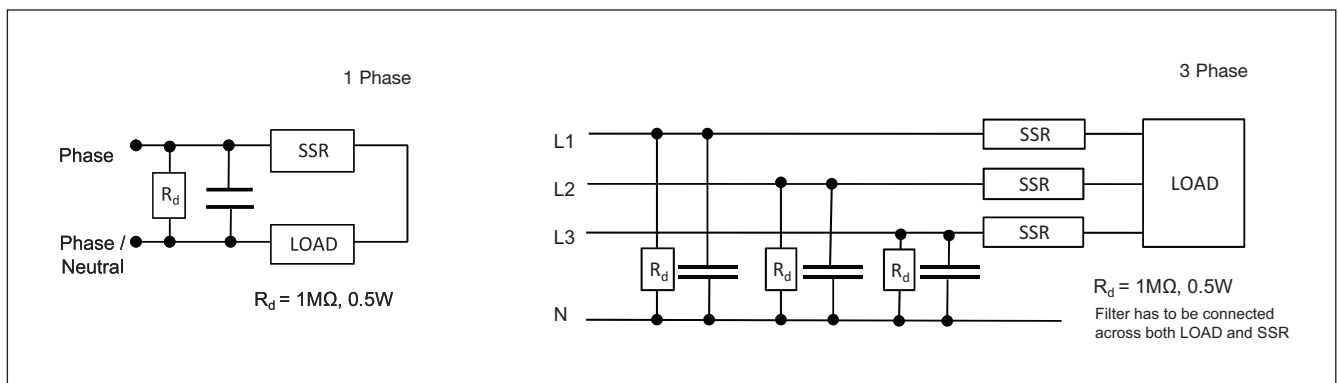 1 Phase
Phase
SSR
Rd
Phase /
Neutral
LOAD
Rd = 1MΩ, 0.5W
3 Phase
L1
SSR
L2
SSR
LOAD
L3
SSR
Rd
Rd
Rd
N
Rd = 1MΩ, 0.5W
Filter has to be connected
across both LOAD and SSR